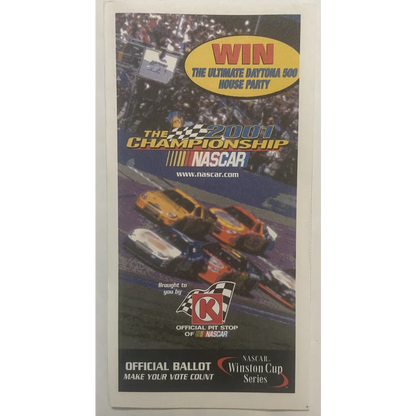 WIN
THE ULTIMATE DAYTONA 500
HOUSE PARTY
THE 2001
CHAMPIONSHIP
NASCAR
www.nascar.com
Brought to
you by
K
OFFICIAL PIT STOP
OF NASCAR
OFFICIAL BALLOT
MAKE YOUR VOTE COUNT
NASCAR
Winston Cup
Series